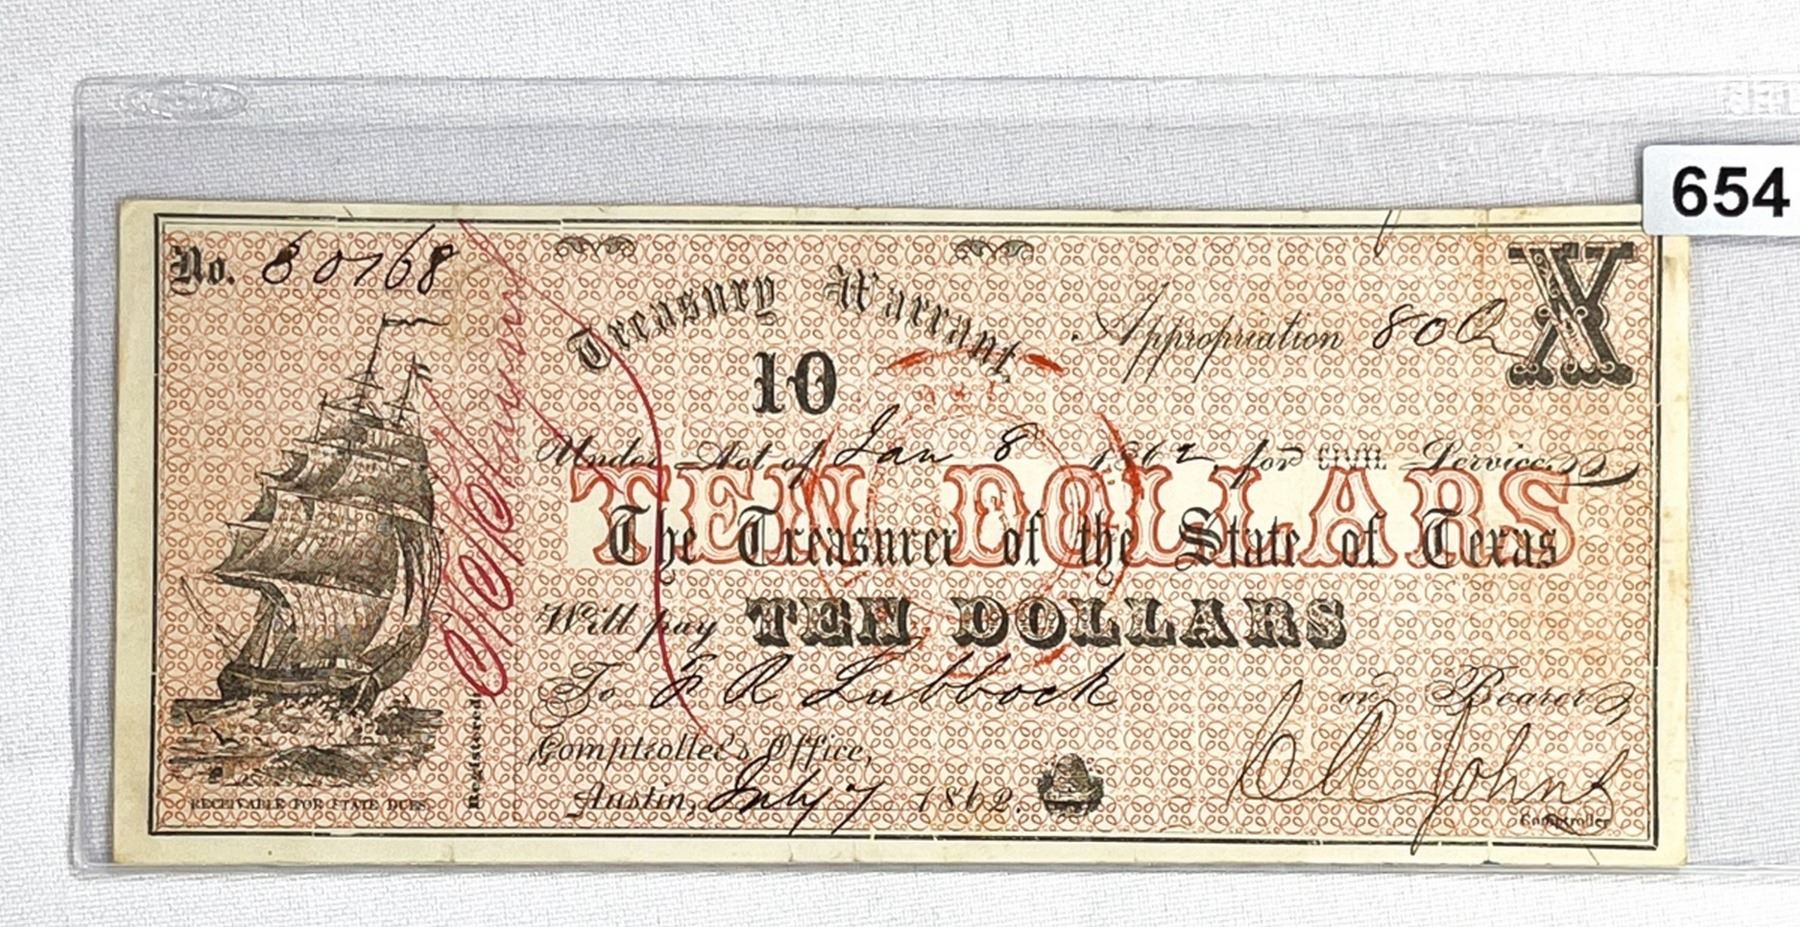 654
No. 80768
X
Treasury Warrant
Appropriation 80
10
Under Act of Jan 8 1862, for CIVIL Service
TEN DOLLARS
The Treasurer of the State of Texas
Will pay TEN DOLLARS
To F R Lubbock or Bearer
Comptroller's Office,
Austin, July 7 1862.
C R Johns
Comptroller
RECEIVABLE FOR STATE DUES.
Registered